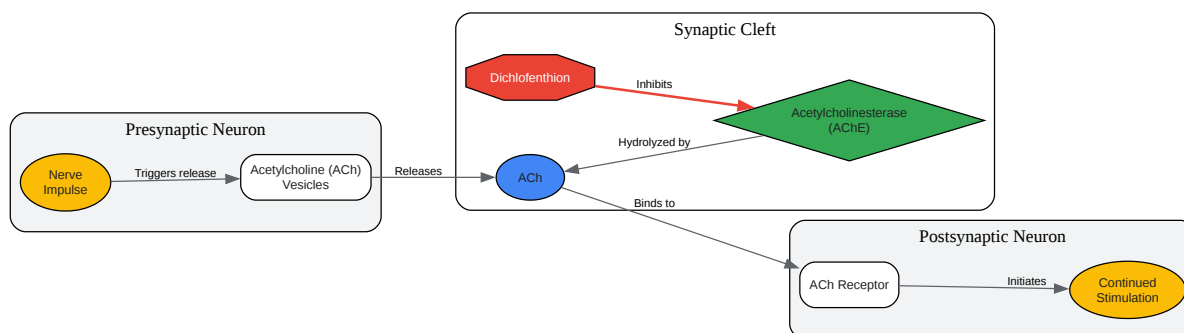 Synaptic Cleft
Dichlofenthion
Inhibits
Acetylcholinesterase
(AChE)
Presynaptic Neuron
Hydrolyzed by
Nerve
Impulse
Triggers release
Acetylcholine (ACh)
Vesicles
Releases
ACh
Binds to
Postsynaptic Neuron
ACh Receptor
Initiates
Continued
Stimulation